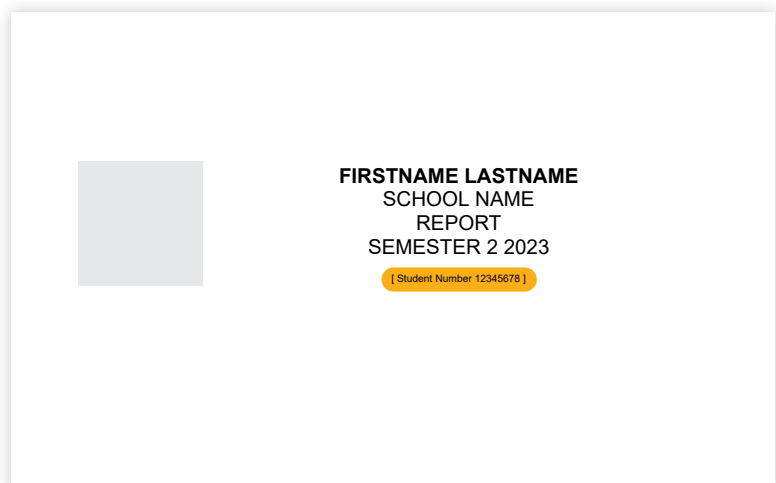 FIRSTNAME LASTNAME
SCHOOL NAME
REPORT
SEMESTER 2 2023
[ Student Number 12345678 ]